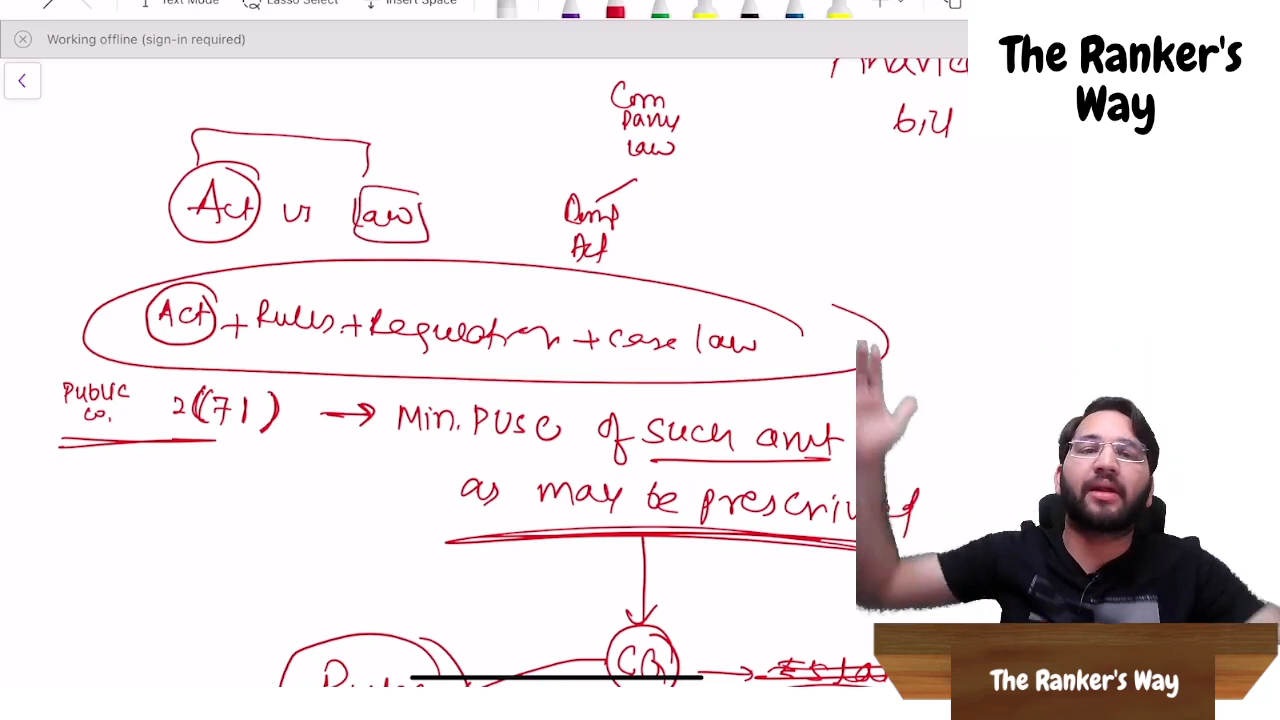 Text Mode
Lasso Select
Insert Space
Working offline (sign-in required)
The Ranker's
Way
Com
Pany
Law
Act vs law
Comp
Act
Act + Rules + Regulation + case law
Public
co.
2(71) → Min. PUSC of such amt
as may be prescribed
CG
The Ranker's Way